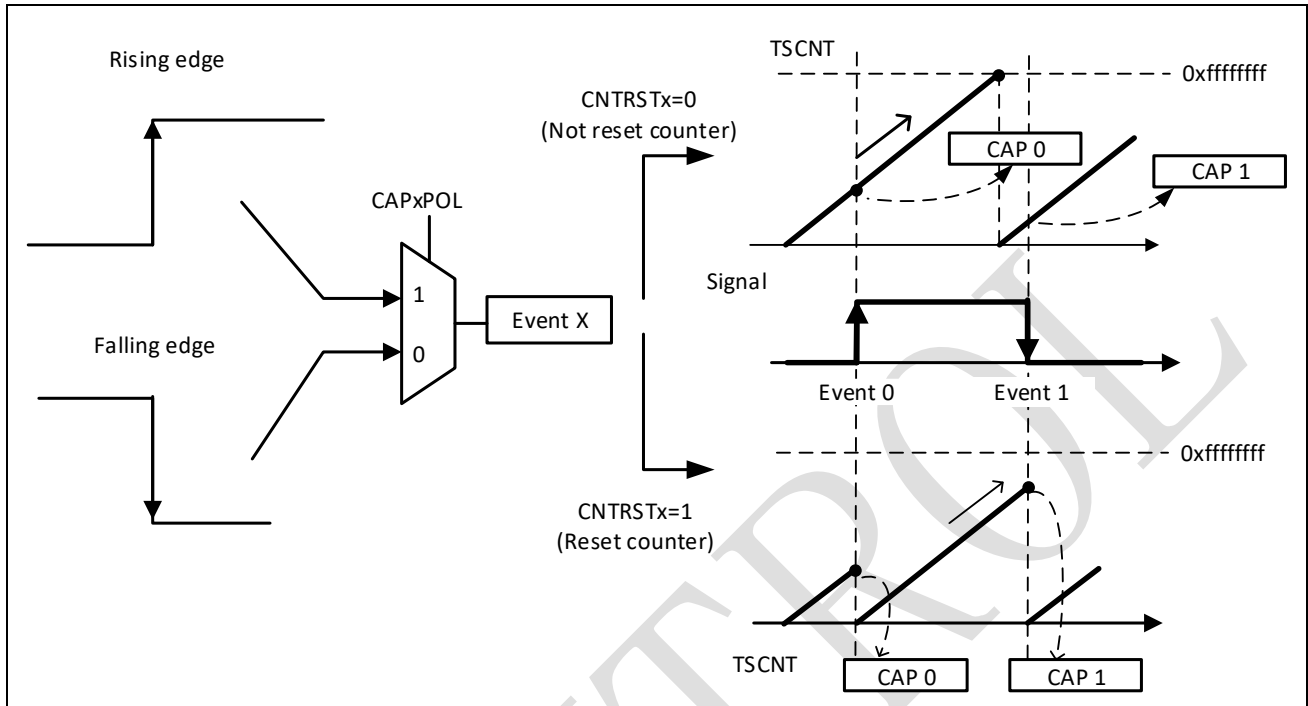 Rising edge
Falling edge
CAPxPOL
1
0
Event X
CNTRSTx=0
(Not reset counter)
CNTRSTx=1
(Reset counter)
TSCNT
0xffffffff
CAP 0
CAP 1
Signal
Event 0
Event 1
0xffffffff
TSCNT
CAP 0
CAP 1